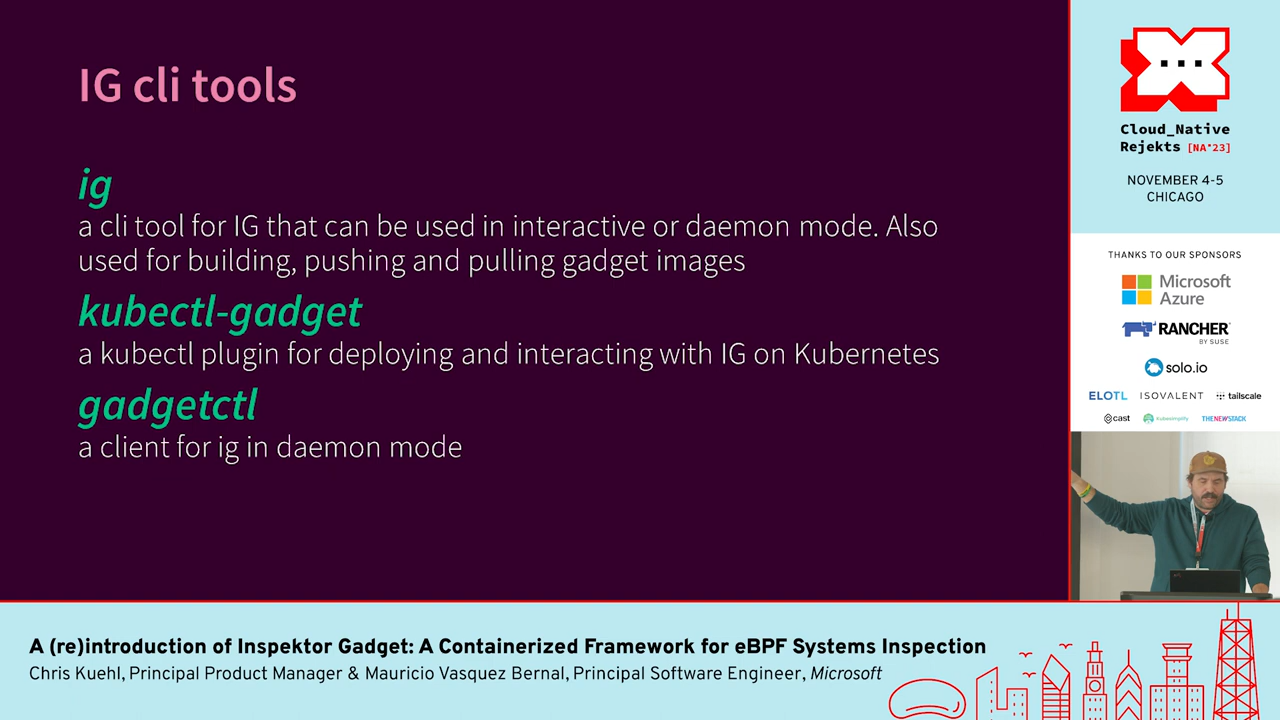 IG cli tools
ig
a cli tool for IG that can be used in interactive or daemon mode. Also
used for building, pushing and pulling gadget images
kubectl-gadget
a kubectl plugin for deploying and interacting with IG on Kubernetes
gadgetctl
a client for ig in daemon mode
Cloud_Native
Rejekts [NA'23]
NOVEMBER 4-5
CHICAGO
THANKS TO OUR SPONSORS
Microsoft
Azure
RANCHER
BY SUSE
solo.io
ELOTL ISOVALENT tailscale
cast kubesimplify THENEWSTACK
A (re)introduction of Inspektor Gadget: A Containerized Framework for eBPF Systems Inspection
Chris Kuehl, Principal Product Manager & Mauricio Vasquez Bernal, Principal Software Engineer, Microsoft